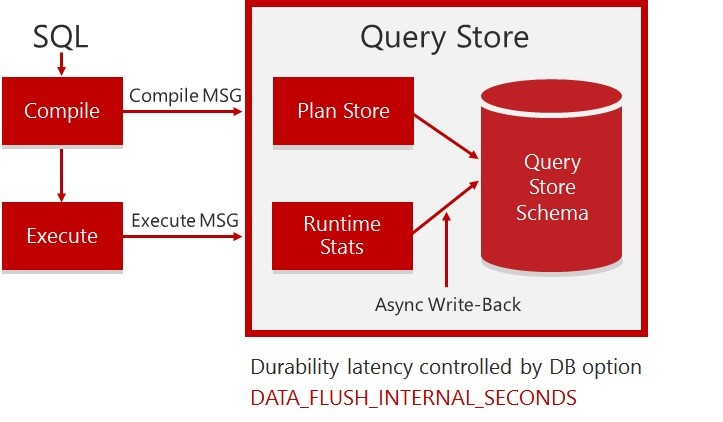 SQL
Query Store
Compile
Compile MSG
Plan Store
Query
Store
Schema
Execute
Execute MSG
Runtime
Stats
Async Write-Back
Durability latency controlled by DB option
DATA_FLUSH_INTERNAL_SECONDS